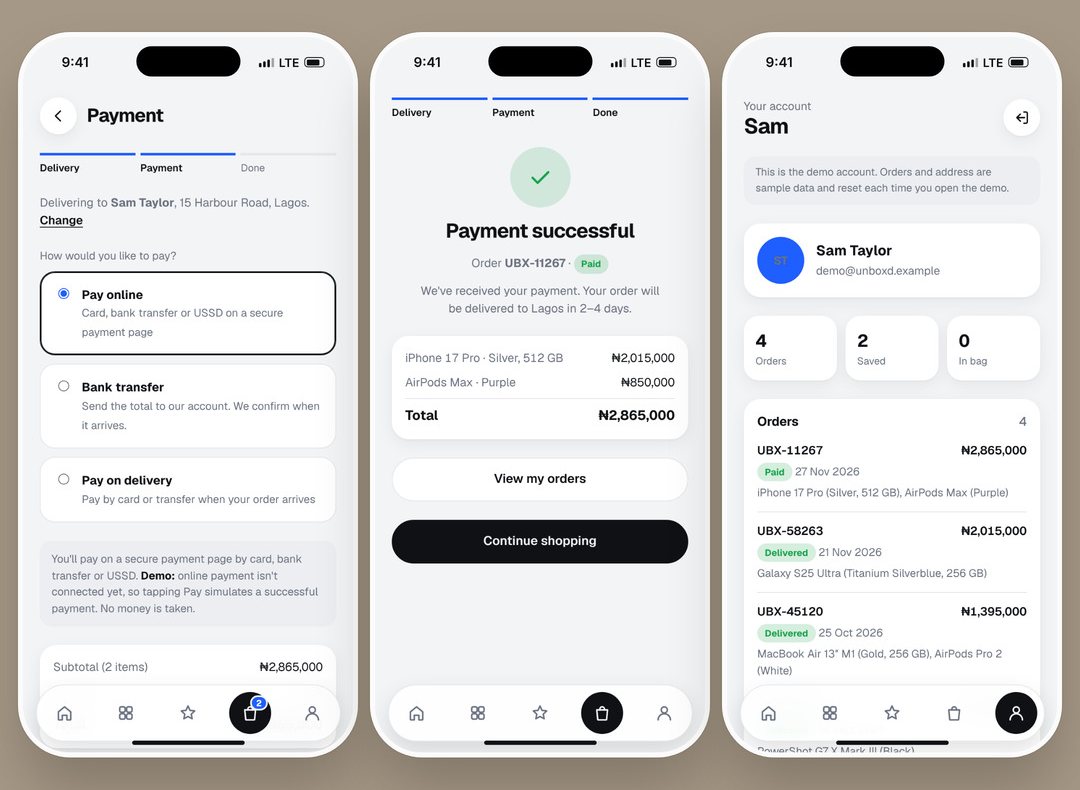 9:41
LTE
Payment
Delivery
Payment
Done
Delivering to Sam Taylor, 15 Harbour Road, Lagos.
Change
How would you like to pay?
Pay online
Card, bank transfer or USSD on a secure
payment page
Bank transfer
Send the total to our account. We confirm when
it arrives.
Pay on delivery
Pay by card or transfer when your order arrives
You'll pay on a secure payment page by card, bank
transfer or USSD. Demo: online payment isn't
connected yet, so tapping Pay simulates a successful
payment. No money is taken.
Subtotal (2 items) ₦2,865,000
2
9:41
LTE
Delivery
Payment
Done
Payment successful
Order UBX-11267 · Paid
We've received your payment. Your order will
be delivered to Lagos in 2–4 days.
iPhone 17 Pro · Silver, 512 GB ₦2,015,000
AirPods Max · Purple ₦850,000
Total ₦2,865,000
View my orders
Continue shopping
9:41
LTE
Your account
Sam
This is the demo account. Orders and address are
sample data and reset each time you open the demo.
ST
Sam Taylor
demo@unboxd.example
4
Orders
2
Saved
0
In bag
Orders 4
UBX-11267 ₦2,865,000
Paid 27 Nov 2026
iPhone 17 Pro (Silver, 512 GB), AirPods Max (Purple)
UBX-58263 ₦2,015,000
Delivered 21 Nov 2026
Galaxy S25 Ultra (Titanium Silverblue, 256 GB)
UBX-45120 ₦1,395,000
Delivered 25 Oct 2026
MacBook Air 13″ M1 (Gold, 256 GB), AirPods Pro 2
(White)
PowerShot G7 X Mark III (Black)